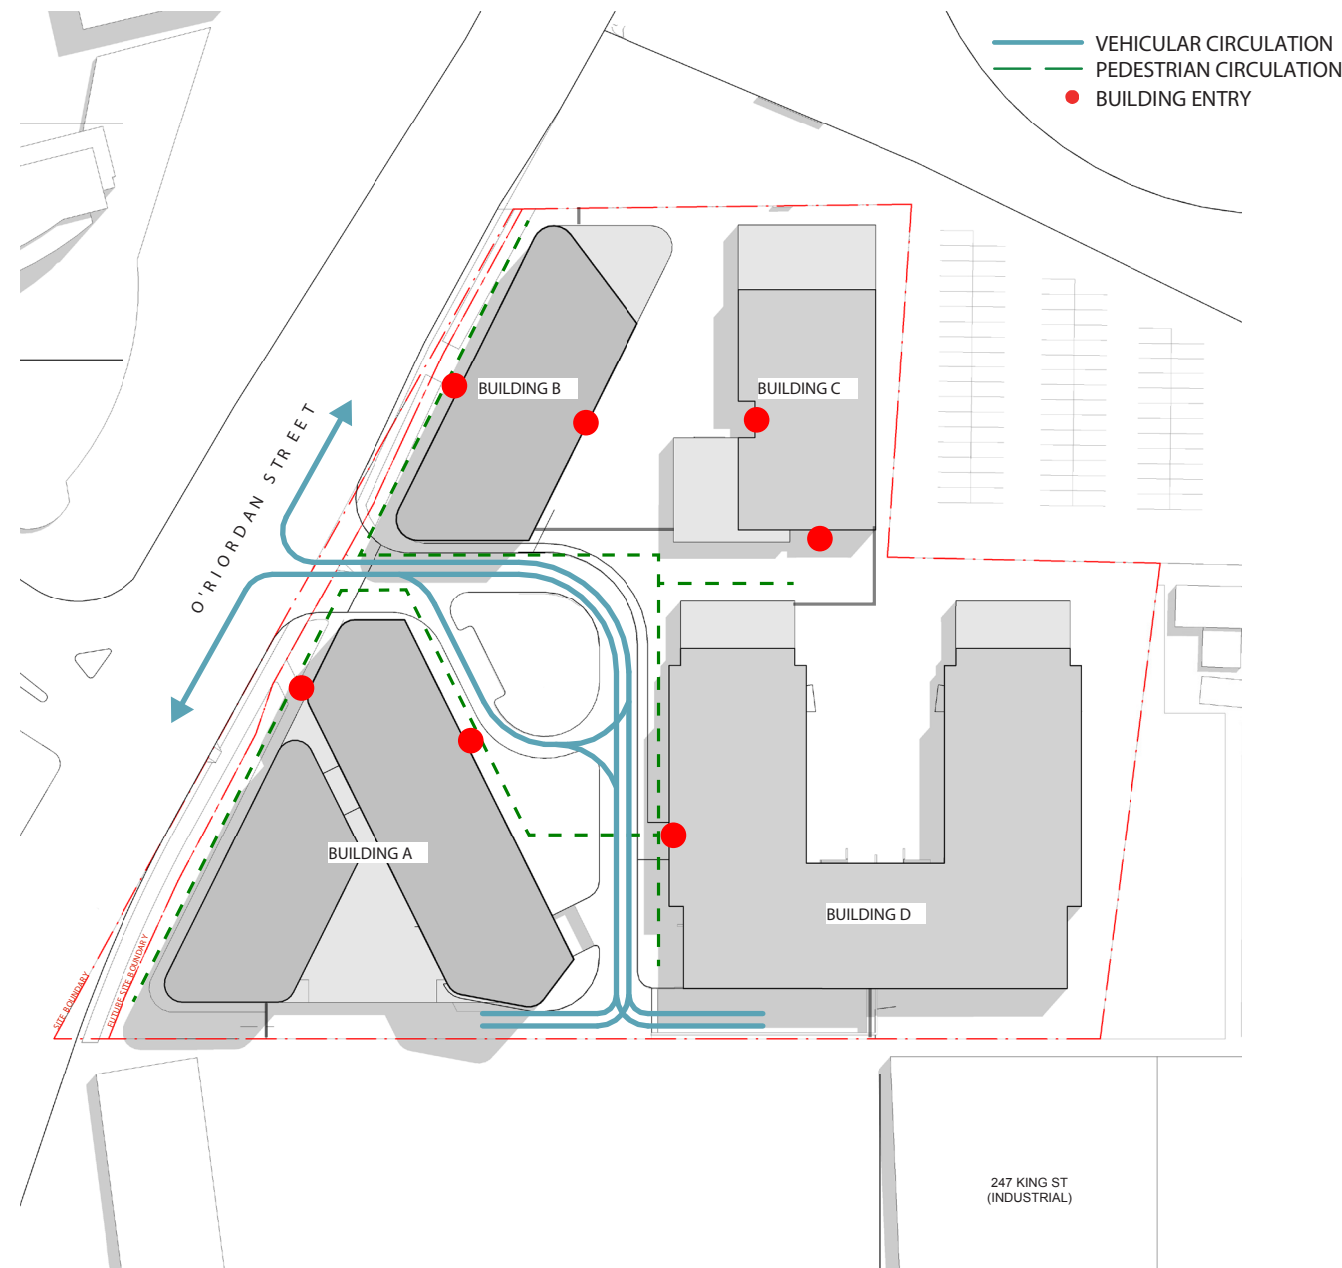 VEHICULAR CIRCULATION
PEDESTRIAN CIRCULATION
BUILDING ENTRY
BUILDING B
BUILDING C
O'RIORDAN STREET
BUILDING A
BUILDING D
SITE BOUNDARY
FUTURE SITE BOUNDARY
247 KING ST
(INDUSTRIAL)